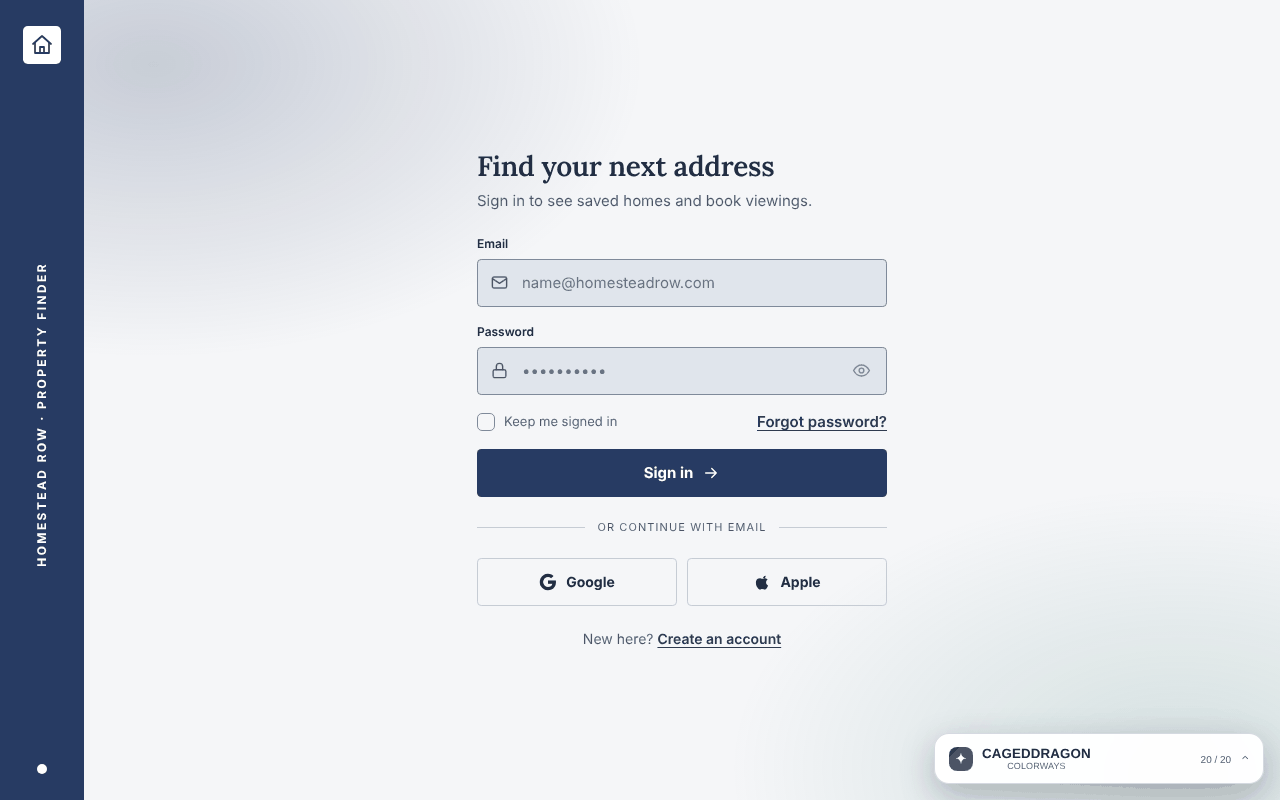 HOMESTEAD ROW · PROPERTY FINDER
Find your next address
Sign in to see saved homes and book viewings.
Email
name@homesteadrow.com
Password
••••••••••
Keep me signed in
Forgot password?
Sign in
OR CONTINUE WITH EMAIL
Google
Apple
New here? Create an account
CAGEDDRAGON
COLORWAYS
20 / 20